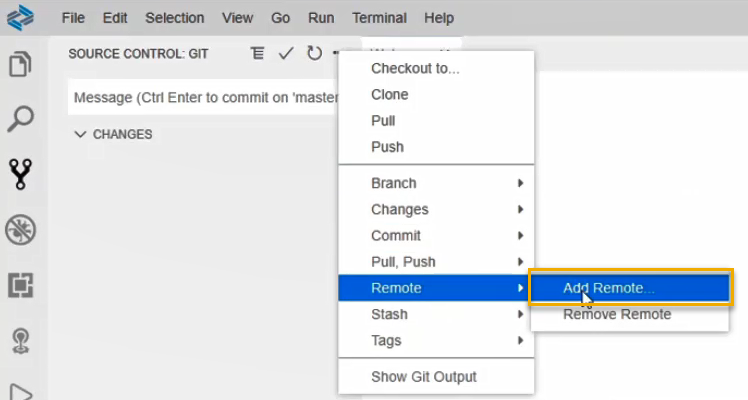 File Edit Selection View Go Run Terminal Help
SOURCE CONTROL: GIT
Message (Ctrl Enter to commit on 'master
CHANGES
Checkout to...
Clone
Pull
Push
Branch
Changes
Commit
Pull, Push
Remote
Stash
Tags
Show Git Output
Add Remote...
Remove Remote